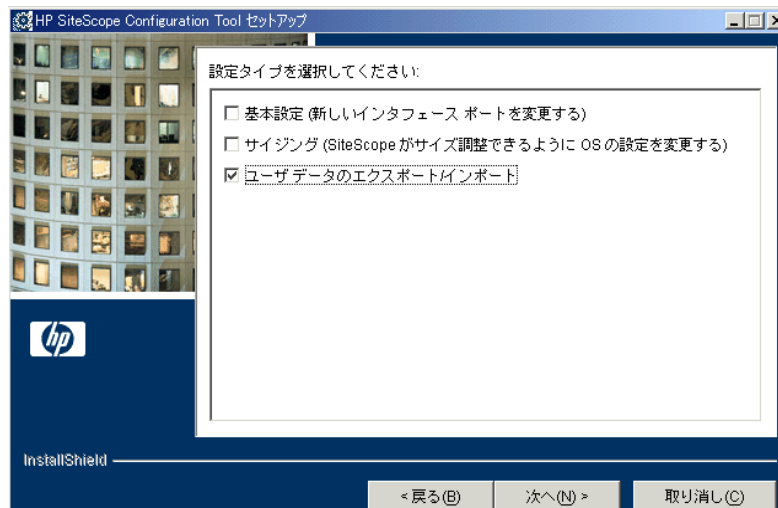 HP SiteScope Configuration Tool セットアップ
設定タイプを選択してください:
基本設定 (新しいインタフェース ポートを変更する)
サイジング (SiteScope がサイズ調整できるように OS の設定を変更する)
ユーザ データのエクスポート/インポート
hp
InstallShield
<戻る(B)
次へ(N) >
取り消し(C)